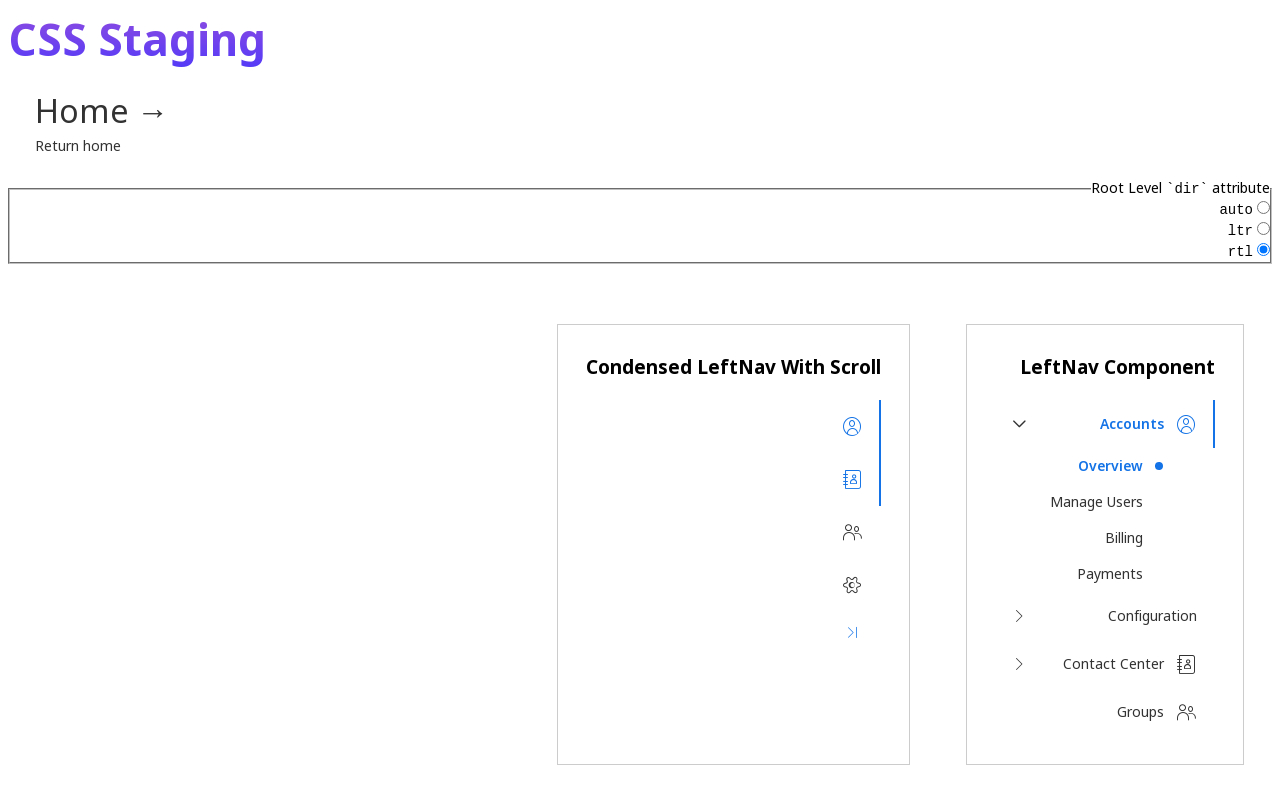 CSS Staging
Home →
Return home
Root Level `dir` attribute
auto
ltr
rtl
LeftNav Component
Accounts
Overview
Manage Users
Billing
Payments
Configuration
Contact Center
Groups
Condensed LeftNav With Scroll